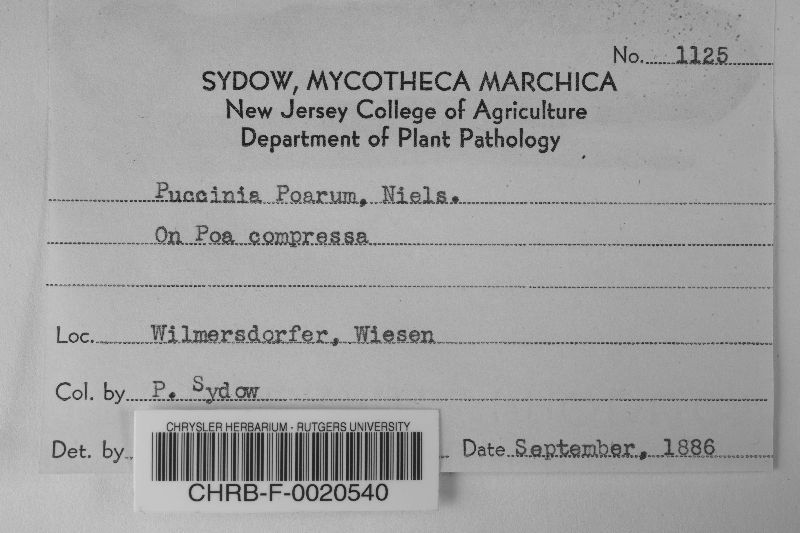 No. 1125
SYDOW, MYCOTHECA MARCHICA
New Jersey College of Agriculture
Department of Plant Pathology
Puccinia Poarum, Niels.
On Poa compressa
Loc. Wilmersdorfer, Wiesen
Col. by P. Sydow
Det. by
Date September, 1886
CHRYSLER HERBARIUM - RUTGERS UNIVERSITY
CHRB-F-0020540